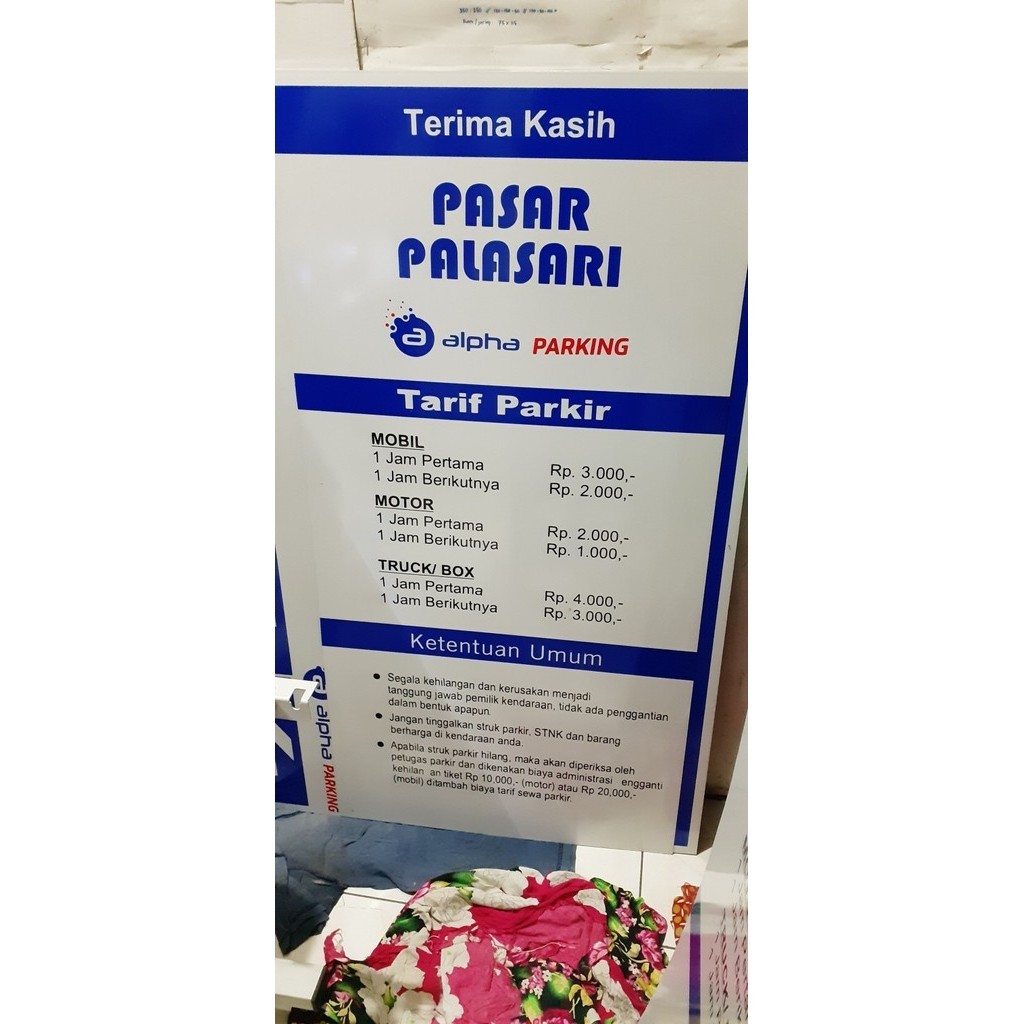 Terima Kasih
PASAR
PALASARI
a alpha PARKING
Tarif Parkir
MOBIL
1 Jam Pertama Rp. 3.000,-
1 Jam Berikutnya Rp. 2.000,-
MOTOR
1 Jam Pertama Rp. 2.000,-
1 Jam Berikutnya Rp. 1.000,-
TRUCK/ BOX
1 Jam Pertama Rp. 4.000,-
1 Jam Berikutnya Rp. 3.000,-
Ketentuan Umum
• Segala kehilangan dan kerusakan menjadi
tanggung jawab pemilik kendaraan, tidak ada penggantian
dalam bentuk apapun.
• Jangan tinggalkan struk parkir, STNK dan barang
berharga di kendaraan anda.
• Apabila struk parkir hilang, maka akan diperiksa oleh
petugas parkir dan dikenakan biaya administrasi engganti
kehilan an tiket Rp 10,000,- (motor) atau Rp 20,000,-
(mobil) ditambah biaya tarif sewa parkir.
alpha PARKING